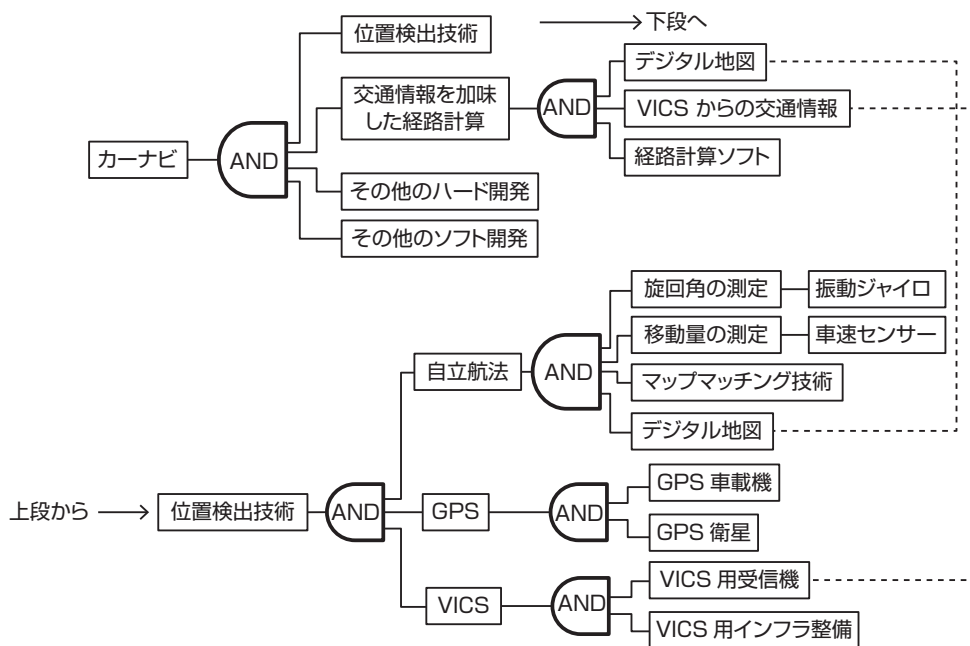 位置検出技術
下段へ
交通情報を加味
した経路計算
AND
デジタル地図
VICS からの交通情報
経路計算ソフト
カーナビ
AND
その他のハード開発
その他のソフト開発
旋回角の測定
振動ジャイロ
移動量の測定
車速センサー
自立航法
AND
マップマッチング技術
デジタル地図
上段から
位置検出技術
AND
GPS
AND
GPS 車載機
GPS 衛星
VICS
AND
VICS 用受信機
VICS 用インフラ整備